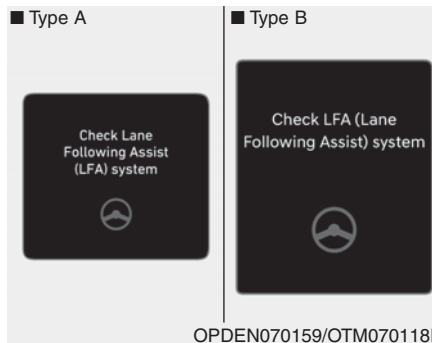 ■ Type A
■ Type B
Check Lane
Following Assist
(LFA) system
Check LFA (Lane
Following Assist) system
OPDEN070159/OTM070118